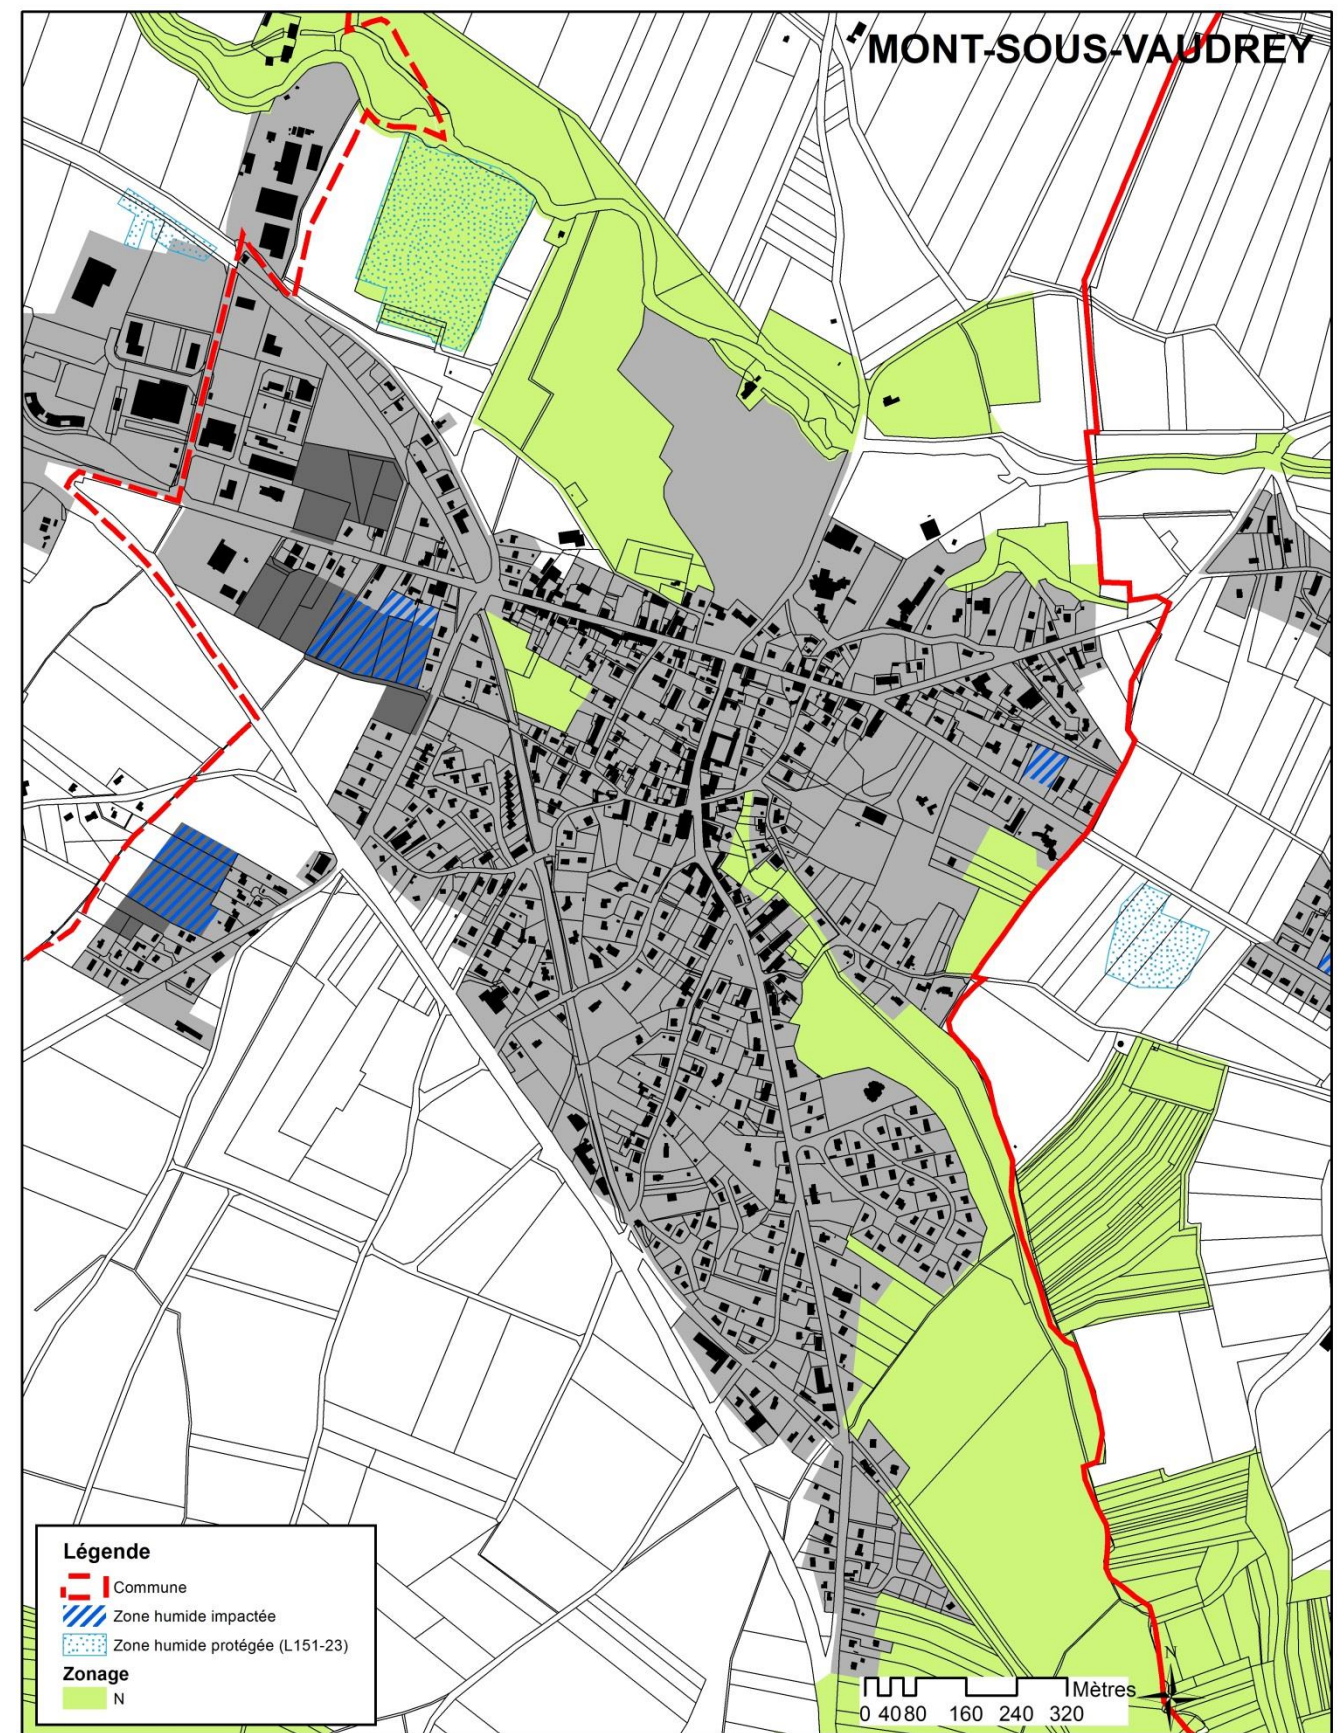 MONT-SOUS-VAUDREY
Légende
Commune
Zone humide impactée
Zone humide protégée (L151-23)
Zonage
N
N
Mètres
0 40 80 160 240 320